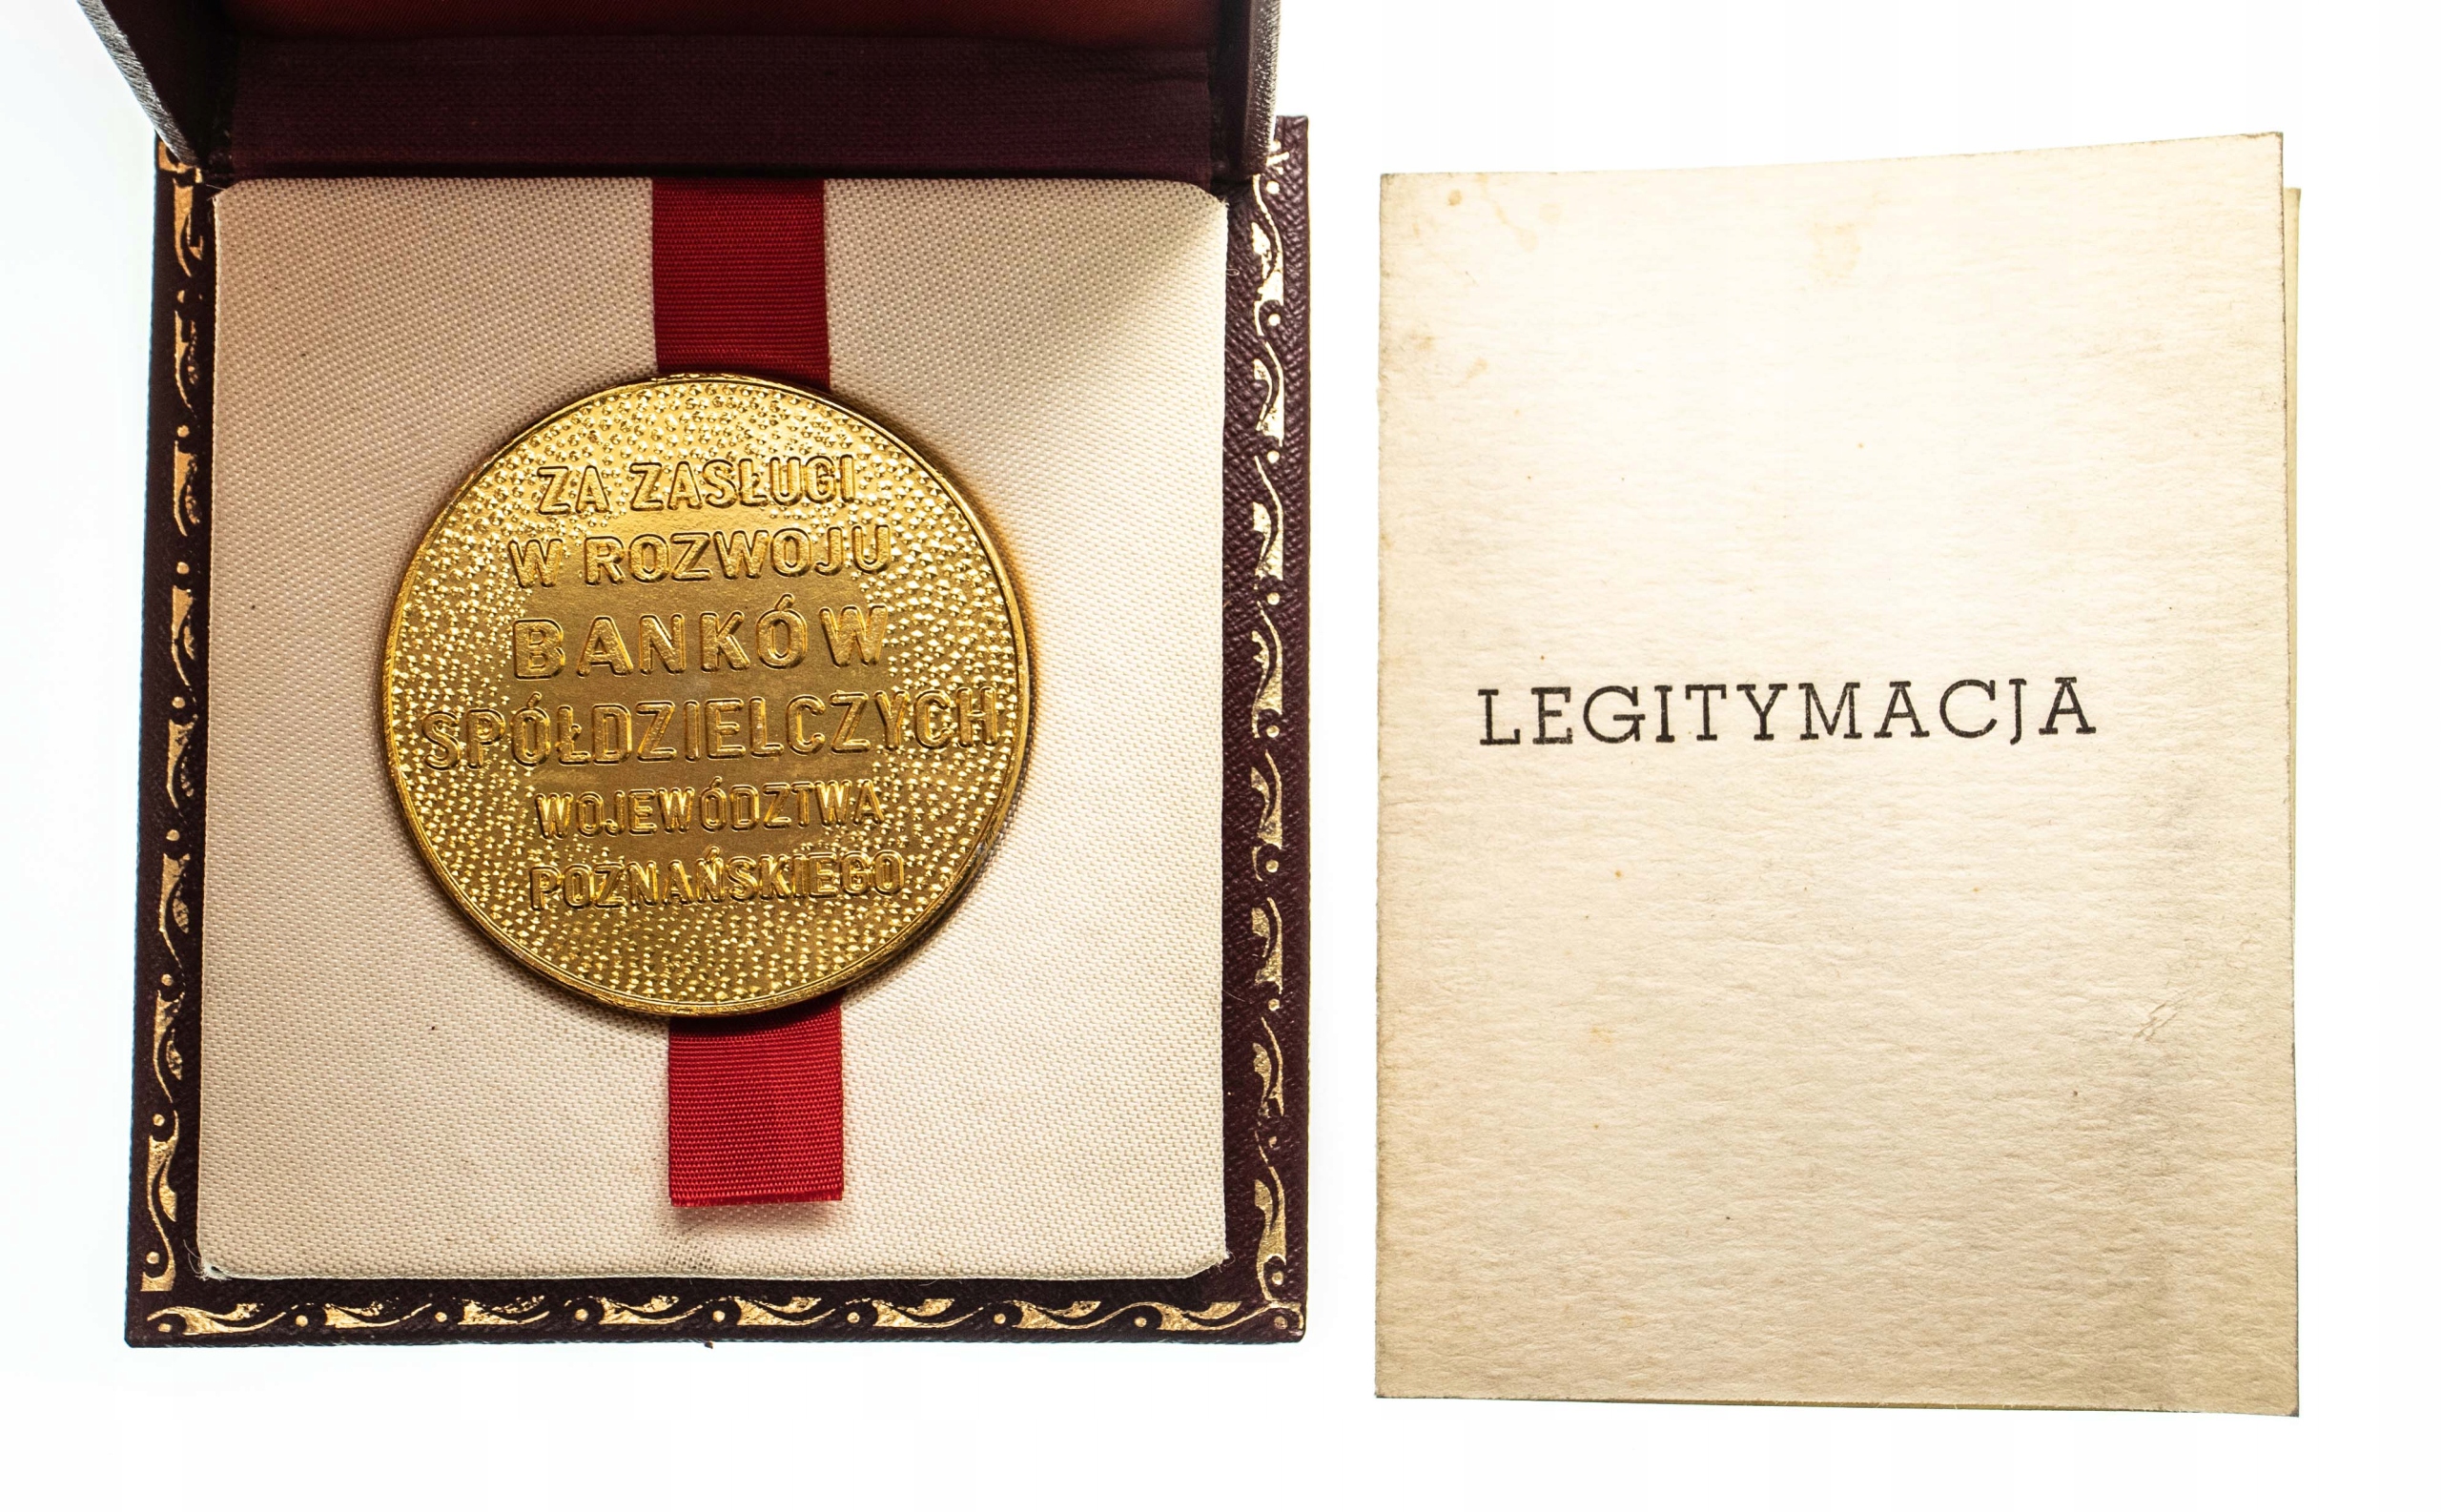 ZA ZASŁUGI
W ROZWOJU
BANKÓW
SPÓŁDZIELCZYCH
WOJEWÓDZTWA
POZNAŃSKIEGO
LEGITYMACJA